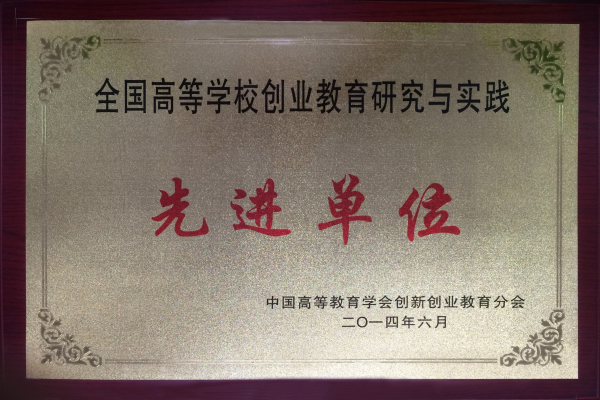 全国高等学校创业教育研究与实践
先进单位
中国高等教育学会创新创业教育分会
二〇一四年六月